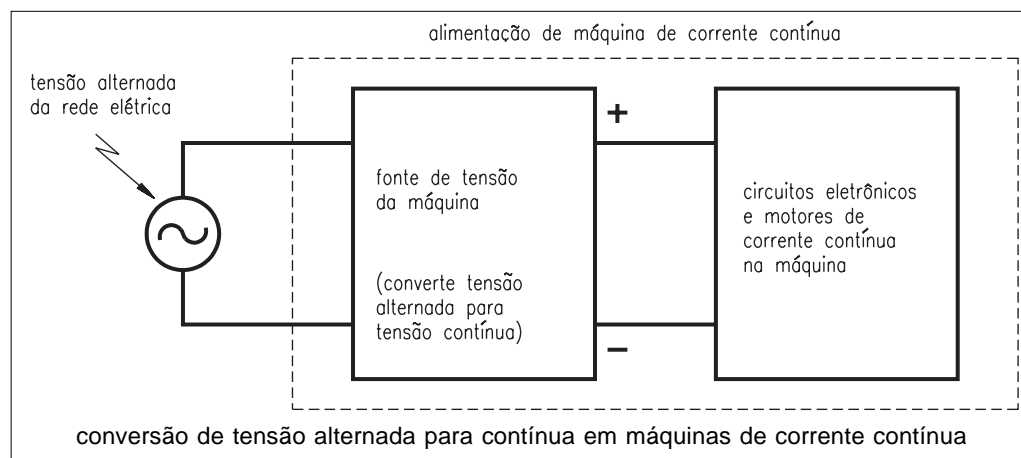 alimentação de máquina de corrente contínua
tensão alternada
da rede elétrica
+
fonte de tensão
da máquina
(converte tensão
alternada para
tensão contínua)
circuitos eletrônicos
e motores de
corrente contínua
na máquina
−
conversão de tensão alternada para contínua em máquinas de corrente contínua